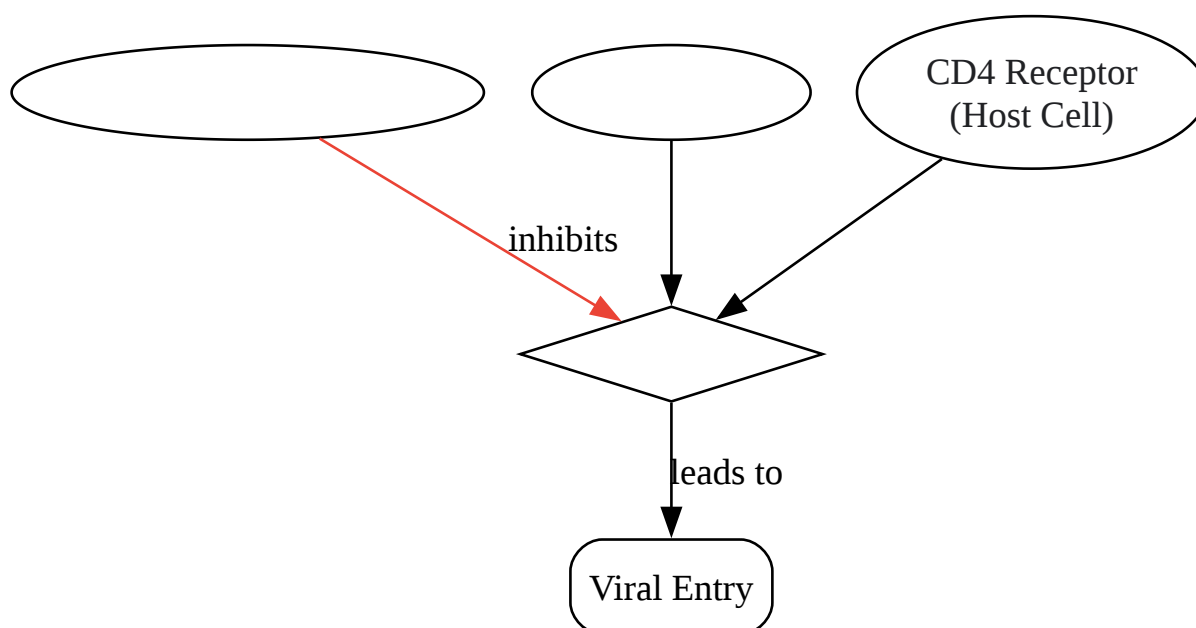 CD4 Receptor
(Host Cell)
inhibits
leads to
Viral Entry